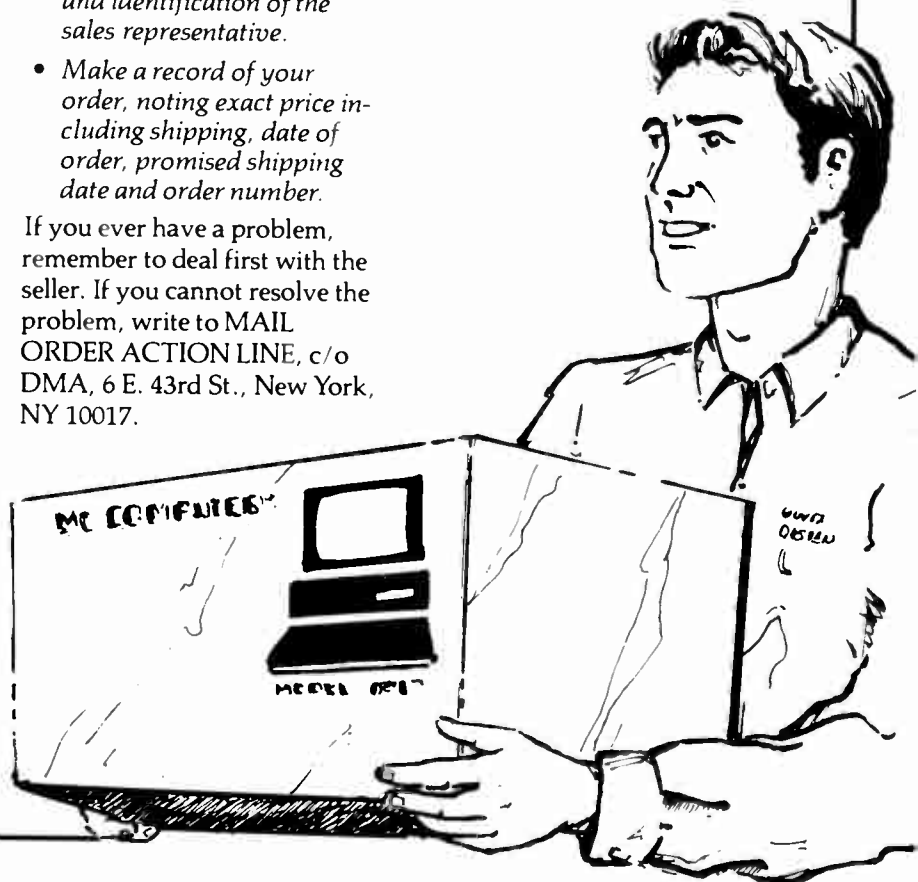 and identification of the
sales representative.
• Make a record of your
order, noting exact price in-
cluding shipping, date of
order, promised shipping
date and order number.
If you ever have a problem,
remember to deal first with the
seller. If you cannot resolve the
problem, write to MAIL
ORDER ACTION LINE, c/o
DMA, 6 E. 43rd St., New York,
NY 10017.